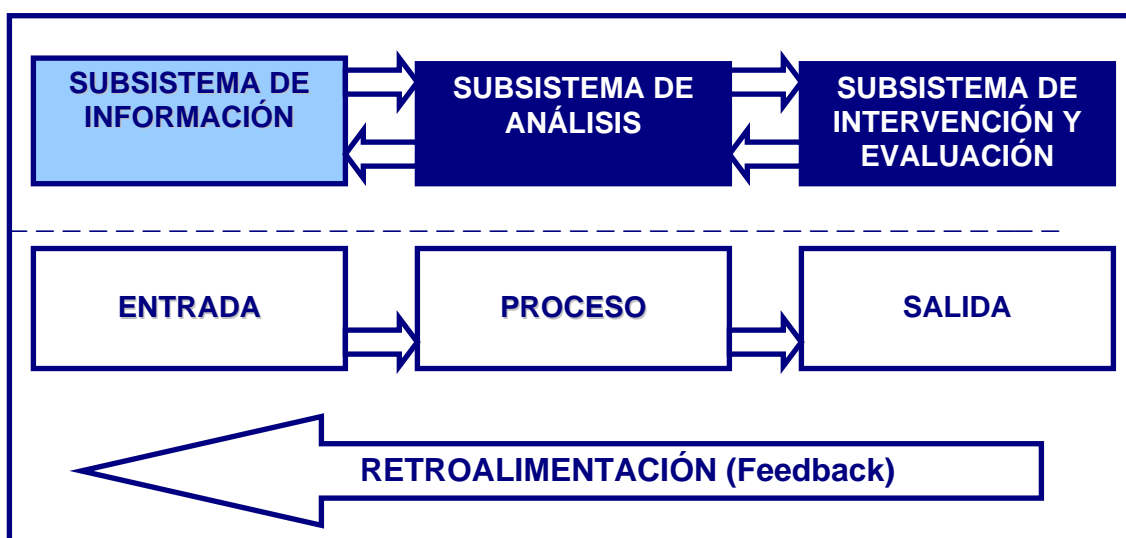 SUBSISTEMA DE
INFORMACIÓN
SUBSISTEMA DE
ANÁLISIS
SUBSISTEMA DE
INTERVENCIÓN Y
EVALUACIÓN
ENTRADA
PROCESO
SALIDA
RETROALIMENTACIÓN (Feedback)